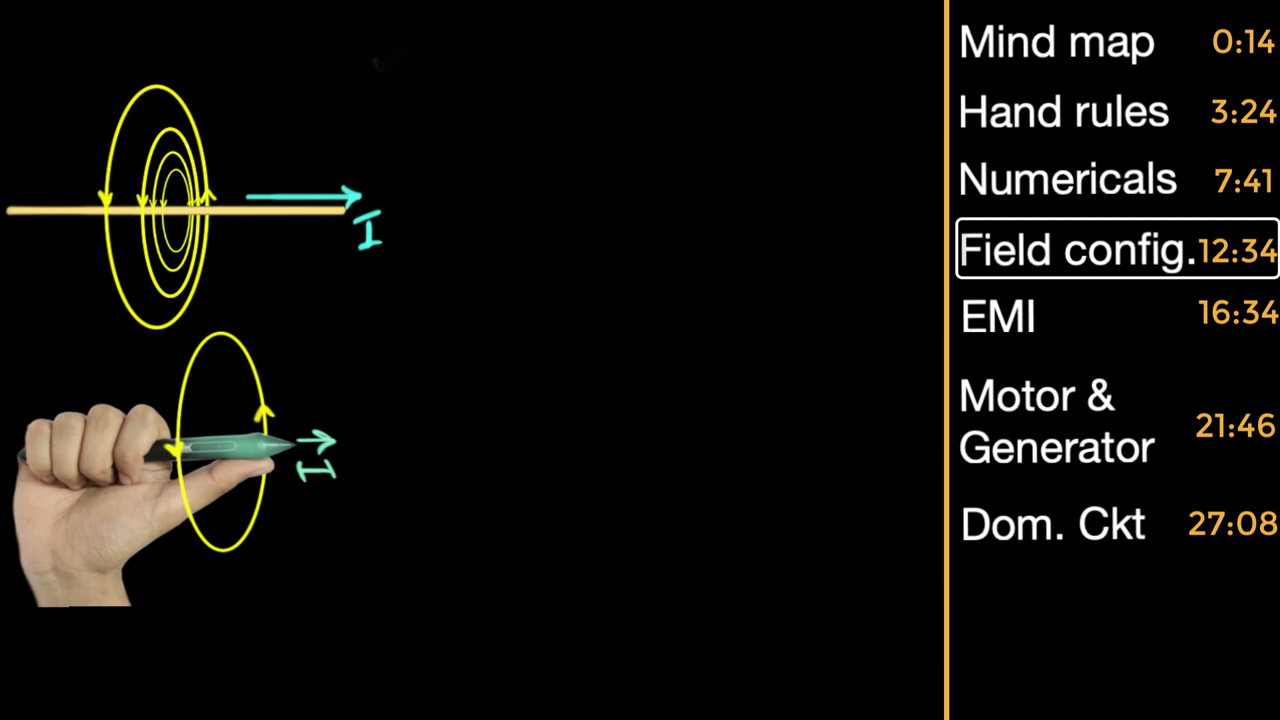 I
I
Mind map 0:14
Hand rules 3:24
Numericals 7:41
Field config. 12:34
EMI 16:34
Motor &
Generator 21:46
Dom. Ckt 27:08